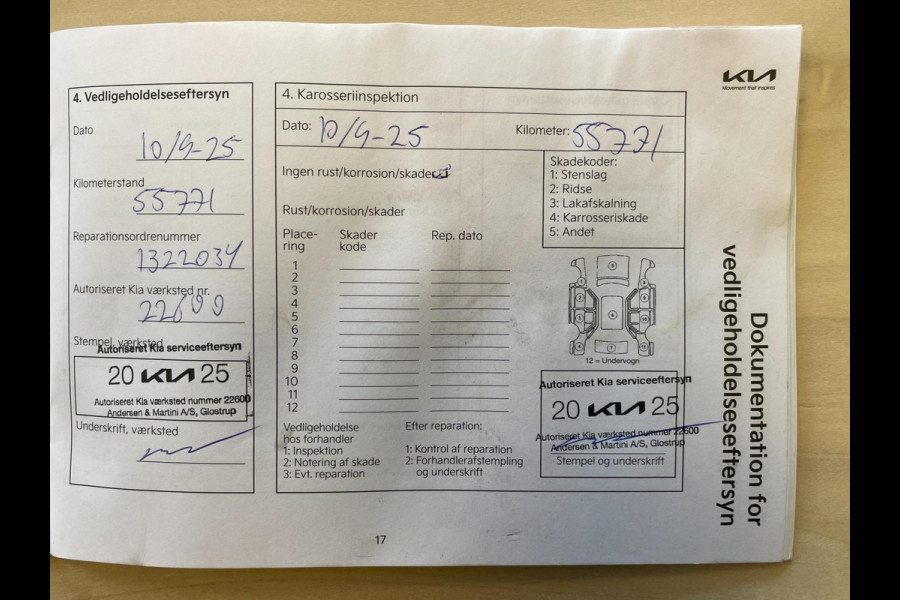 KIA
Movement that inspires
Dokumentation for
vedligeholdelseseftersyn
4. Vedligeholdelseseftersyn
Dato
10/9-25
Kilometerstand
55771
Reparationsordrenummer
1322034
Autoriseret Kia værksted nr.
22600
Stempel, værksted
Autoriseret Kia serviceeftersyn
20 KIA 25
Autoriseret Kia værksted nummer 22600
Andersen & Martini A/S, Glostrup
Underskrift, værksted
4. Karosseriinspektion
Dato: 10/9-25
Kilometer: 55771
Ingen rust/korrosion/skader
Skadekoder:
1: Stenslag
2: Ridse
3: Lakafskalning
4: Karrosseriskade
5: Andet
Rust/korrosion/skader
Place-
ring
Skader
kode
Rep. dato
1
2
3
4
5
6
7
8
9
10
11
12
12 = Undervogn
Vedligeholdelse
hos forhandler
1: Inspektion
2: Notering af skade
3: Evt. reparation
Efter reparation:
1: Kontrol af reparation
2: Forhandlerafstempling
og underskrift
Autoriseret Kia serviceeftersyn
20 KIA 25
Autoriseret Kia værksted nummer 22600
Andersen & Martini A/S, Glostrup
Stempel og underskrift
17